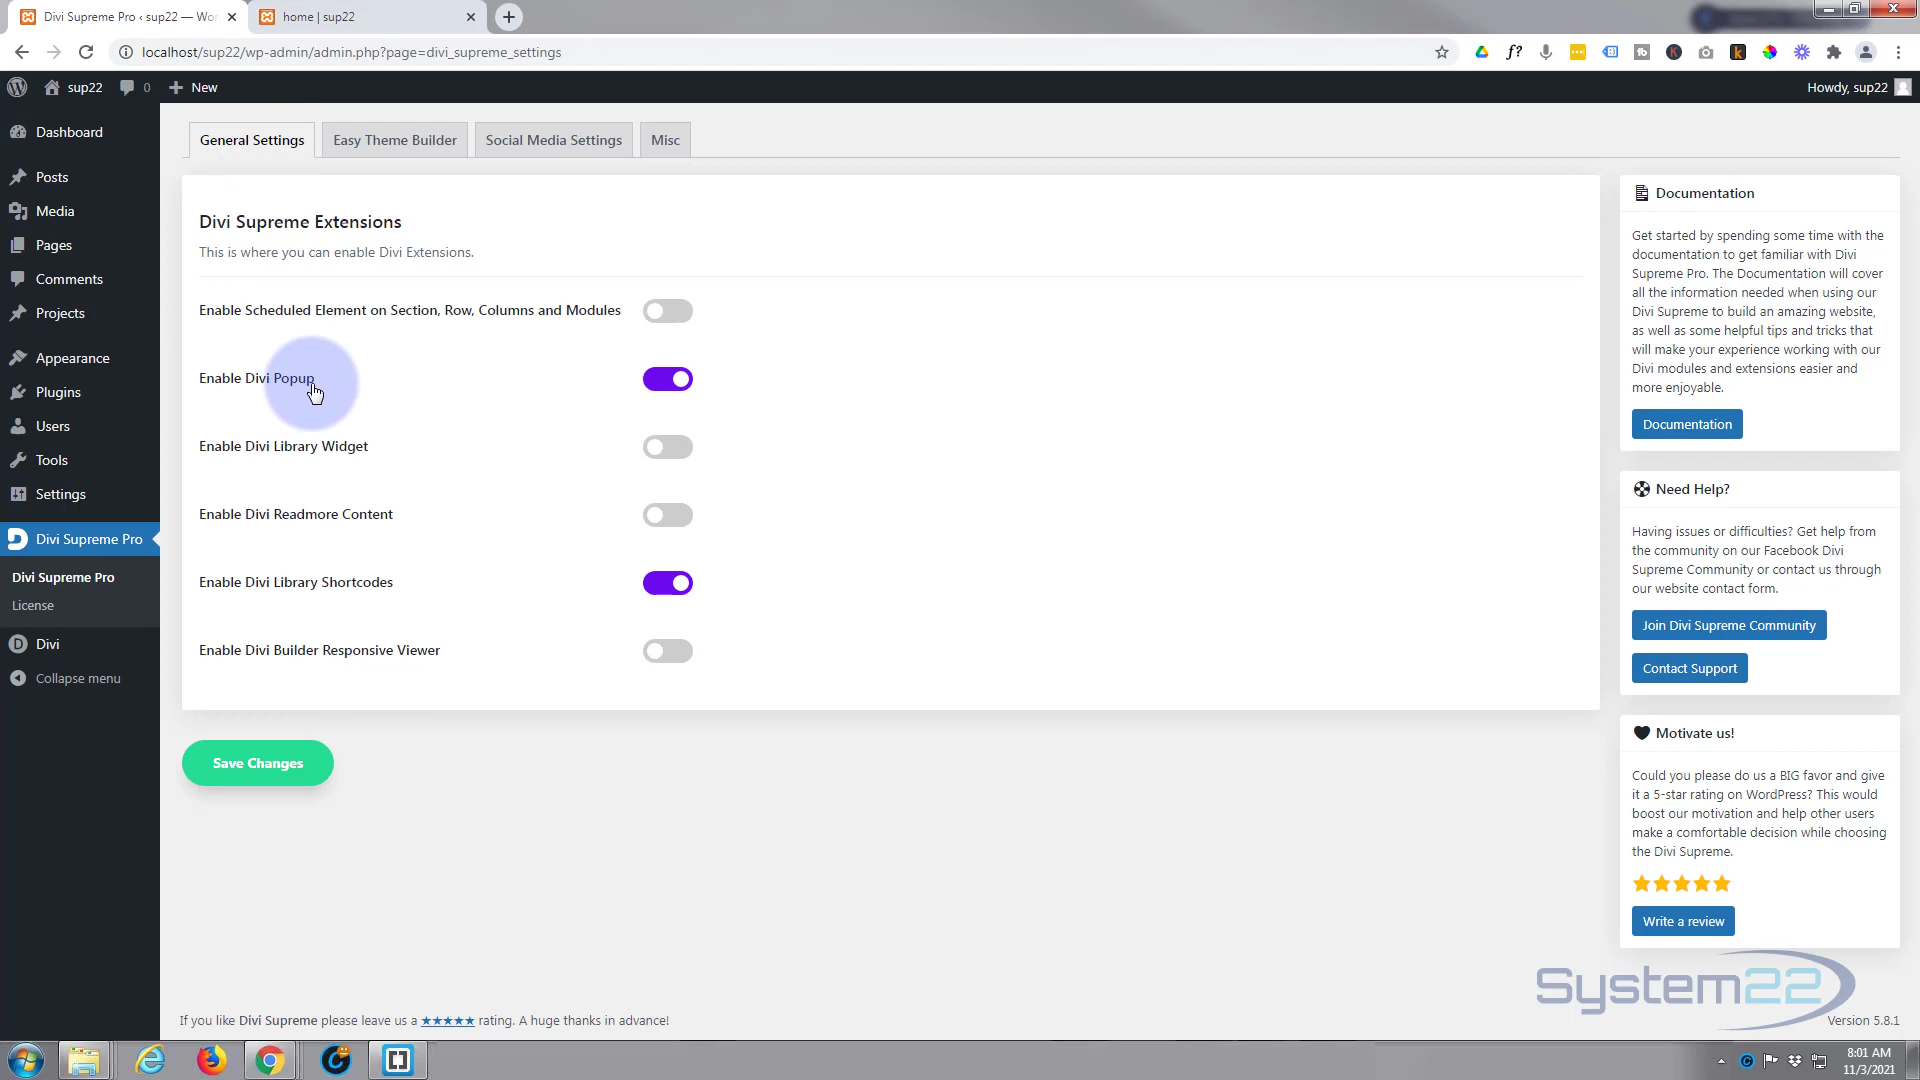 Divi Supreme Pro ‹ sup22 — Wor
home | sup22
localhost/sup22/wp-admin/admin.php?page=divi_supreme_settings
sup22
0
New
Howdy, sup22
Dashboard
Posts
Media
Pages
Comments
Projects
Appearance
Plugins
Users
Tools
Settings
Divi Supreme Pro
Divi Supreme Pro
License
Divi
Collapse menu
General Settings
Easy Theme Builder
Social Media Settings
Misc
Divi Supreme Extensions
This is where you can enable Divi Extensions.
Enable Scheduled Element on Section, Row, Columns and Modules
Enable Divi Popup
Enable Divi Library Widget
Enable Divi Readmore Content
Enable Divi Library Shortcodes
Enable Divi Builder Responsive Viewer
Save Changes
If you like Divi Supreme please leave us a ★★★★★ rating. A huge thanks in advance!
Documentation
Get started by spending some time with the
documentation to get familiar with Divi
Supreme Pro. The Documentation will cover
all the information needed when using our
Divi Supreme to build an amazing website,
as well as some helpful tips and tricks that
will make your experience working with our
Divi modules and extensions easier and
more enjoyable.
Documentation
Need Help?
Having issues or difficulties? Get help from
the community on our Facebook Divi
Supreme Community or contact us through
our website contact form.
Join Divi Supreme Community
Contact Support
Motivate us!
Could you please do us a BIG favor and give
it a 5-star rating on WordPress? This would
boost our motivation and help other users
make a comfortable decision while choosing
the Divi Supreme.
Write a review
System22
Version 5.8.1
8:01 AM
11/3/2021